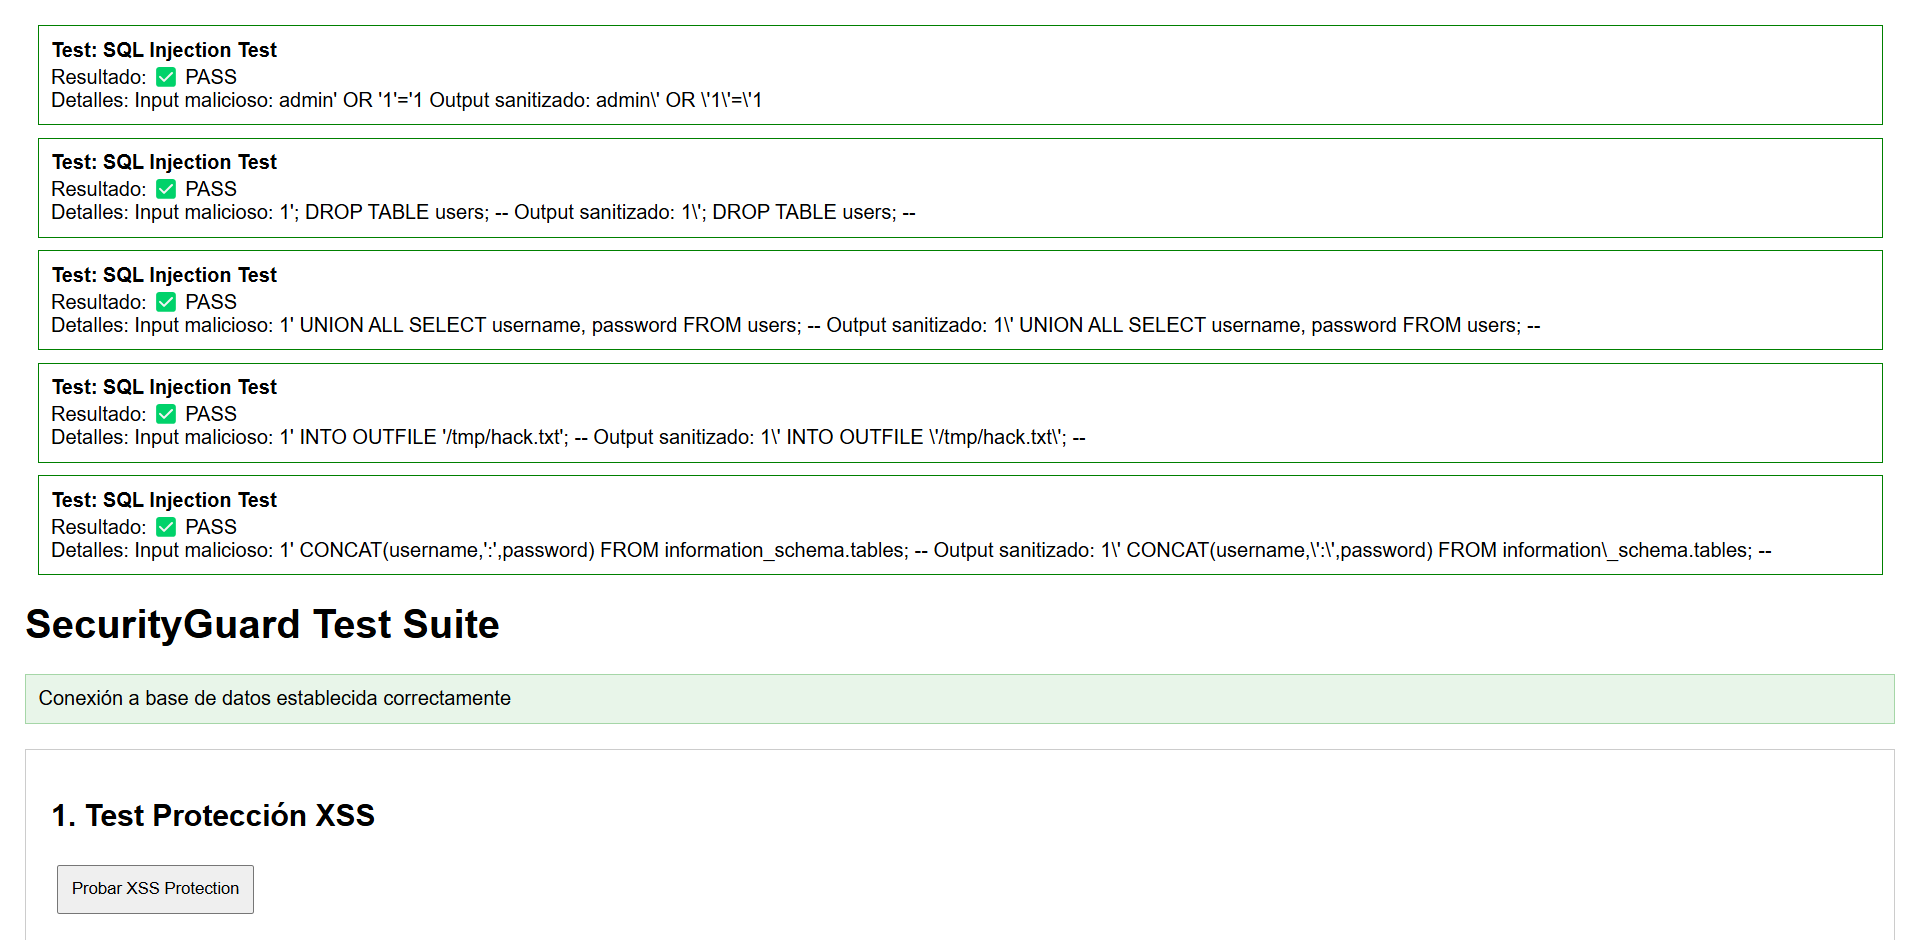 Test: SQL Injection Test
Resultado: ✅ PASS
Detalles: Input malicioso: admin' OR '1'='1 Output sanitizado: admin\' OR \'1\'=\'1
Test: SQL Injection Test
Resultado: ✅ PASS
Detalles: Input malicioso: 1'; DROP TABLE users; -- Output sanitizado: 1\'; DROP TABLE users; --
Test: SQL Injection Test
Resultado: ✅ PASS
Detalles: Input malicioso: 1' UNION ALL SELECT username, password FROM users; -- Output sanitizado: 1\' UNION ALL SELECT username, password FROM users; --
Test: SQL Injection Test
Resultado: ✅ PASS
Detalles: Input malicioso: 1' INTO OUTFILE '/tmp/hack.txt'; -- Output sanitizado: 1\' INTO OUTFILE \'/tmp/hack.txt\'; --
Test: SQL Injection Test
Resultado: ✅ PASS
Detalles: Input malicioso: 1' CONCAT(username,':',password) FROM information_schema.tables; -- Output sanitizado: 1\' CONCAT(username,\':\',password) FROM information\_schema.tables; --
SecurityGuard Test Suite
Conexión a base de datos establecida correctamente
1. Test Protección XSS
Probar XSS Protection